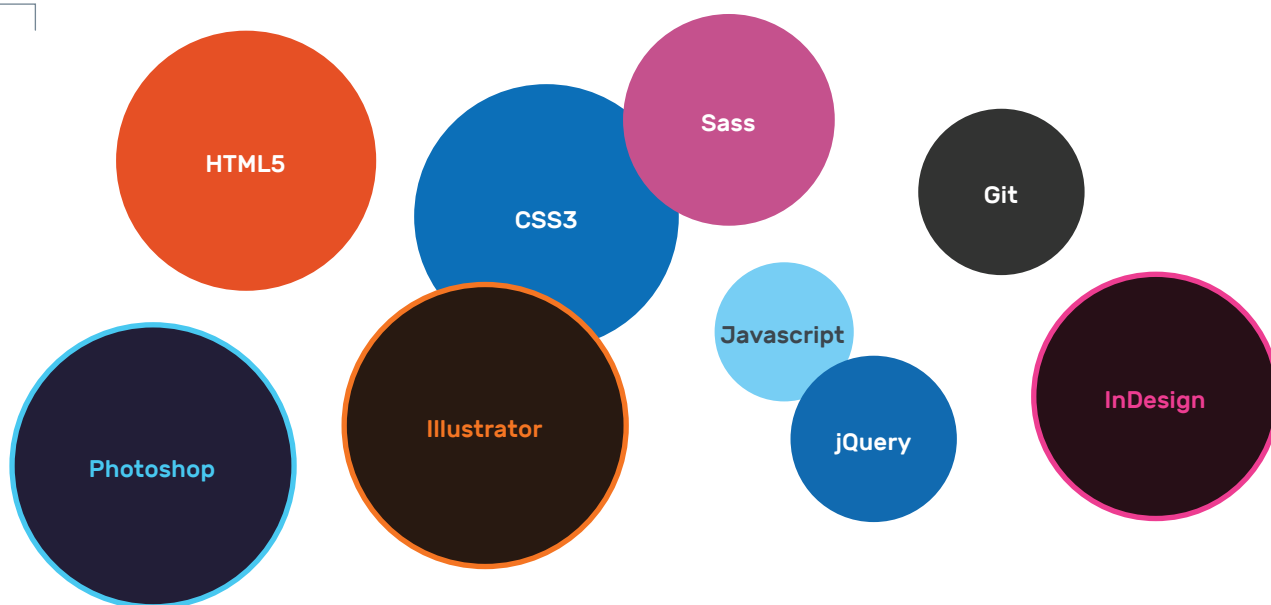 Sass
HTML5
Git
CSS3
Javascript
InDesign
Illustrator
jQuery
Photoshop